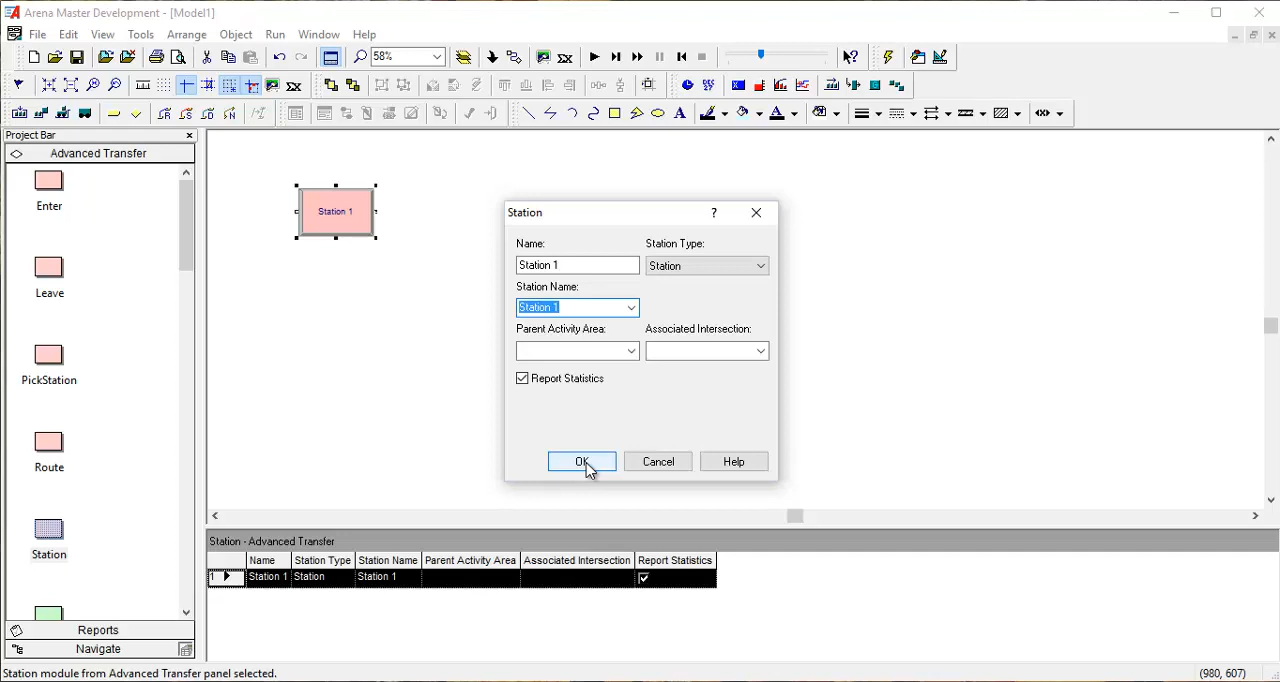 Arena Master Development - [Model1]
File Edit View Tools Arrange Object Run Window Help
58%
Project Bar
Advanced Transfer
Enter
Leave
PickStation
Route
Station
Reports
Navigate
Station 1
Station
Name:
Station Type:
Station 1
Station
Station Name:
Station 1
Parent Activity Area:
Associated Intersection:
Report Statistics
OK
Cancel
Help
Station - Advanced Transfer
Name Station Type Station Name Parent Activity Area Associated Intersection Report Statistics
1 Station 1 Station Station 1
Station module from Advanced Transfer panel selected.
(980, 607)